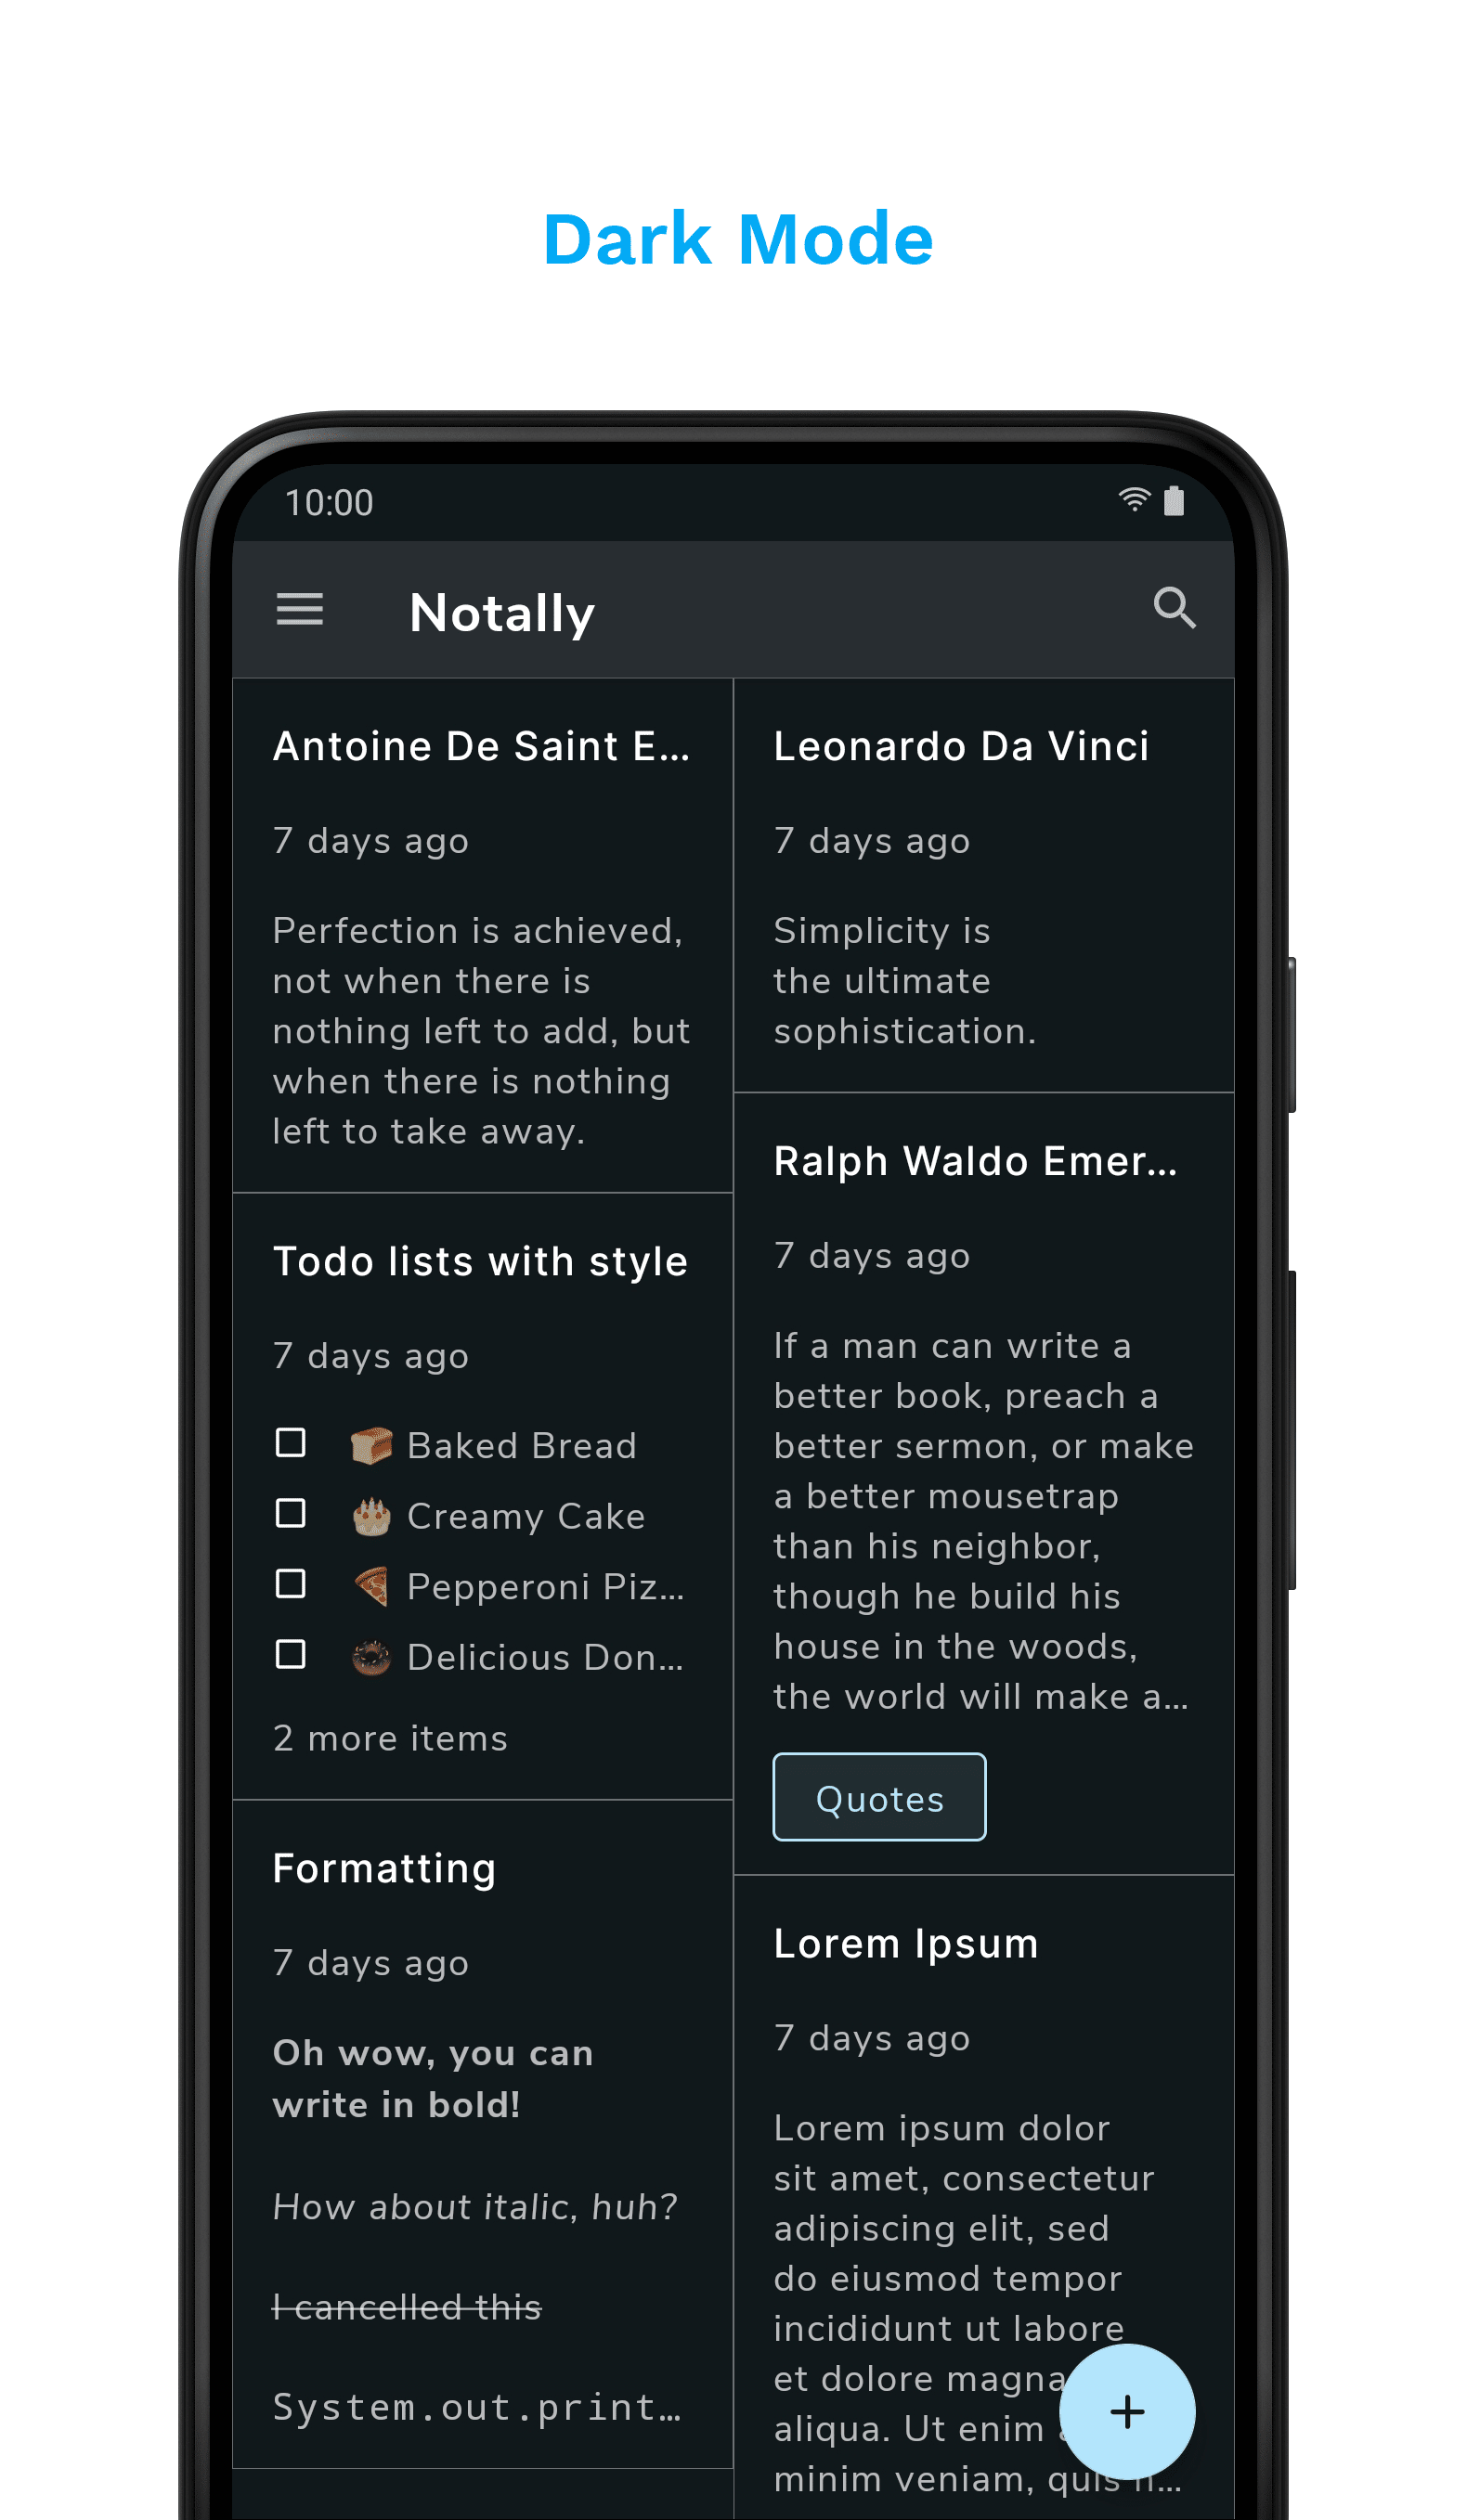 Dark Mode
10:00
Notally
Antoine De Saint E...
7 days ago
Perfection is achieved,
not when there is
nothing left to add, but
when there is nothing
left to take away.
Todo lists with style
7 days ago
🍞 Baked Bread
🎂 Creamy Cake
🍕 Pepperoni Piz...
🍩 Delicious Don...
2 more items
Formatting
7 days ago
Oh wow, you can
write in bold!
How about italic, huh?
I cancelled this
System.out.print...
Leonardo Da Vinci
7 days ago
Simplicity is
the ultimate
sophistication.
Ralph Waldo Emer...
7 days ago
If a man can write a
better book, preach a
better sermon, or make
a better mousetrap
than his neighbor,
though he build his
house in the woods,
the world will make a...
Quotes
Lorem Ipsum
7 days ago
Lorem ipsum dolor
sit amet, consectetur
adipiscing elit, sed
do eiusmod tempor
incididunt ut labore
et dolore magna
aliqua. Ut enim
minim veniam, quis